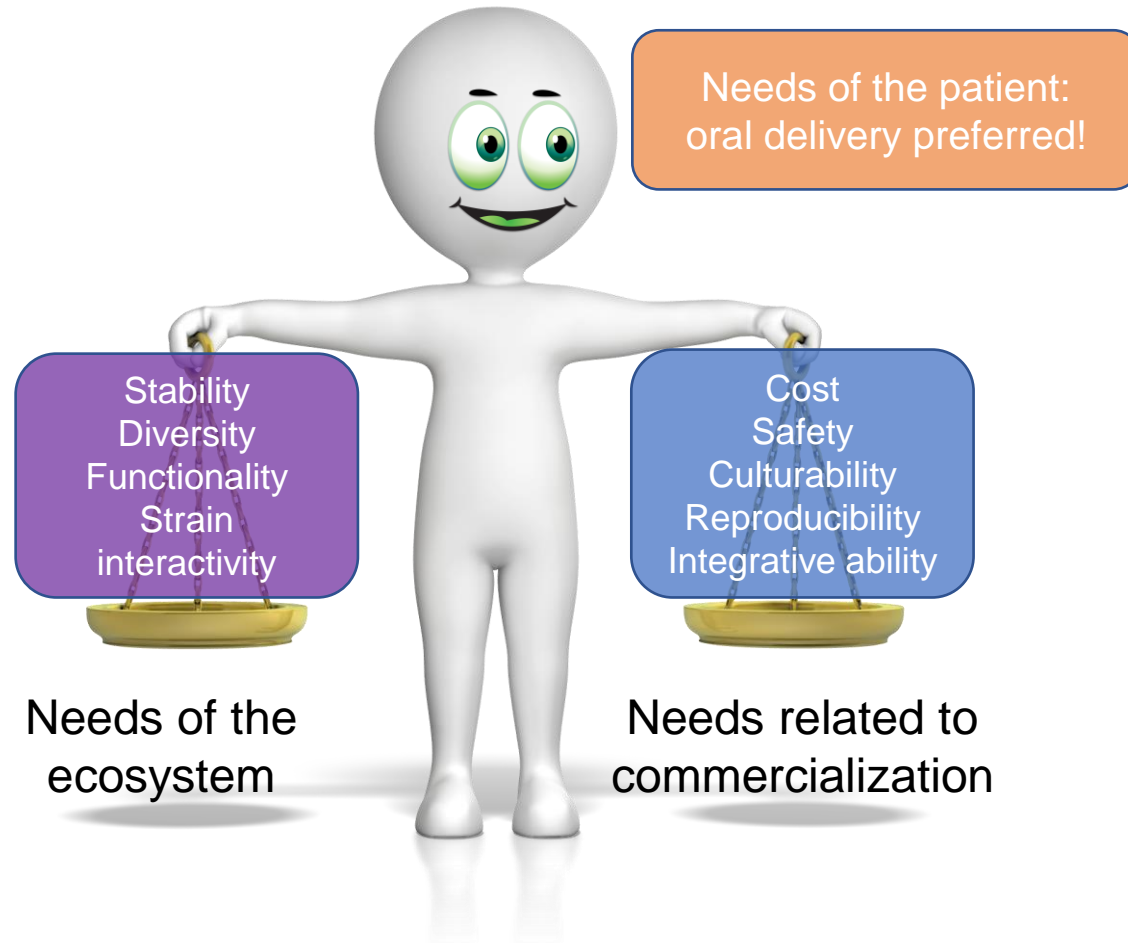 Needs of the patient:
oral delivery preferred!
Stability
Diversity
Functionality
Strain
interactivity
Cost
Safety
Culturability
Reproducibility
Integrative ability
Needs of the
ecosystem
Needs related to
commercialization